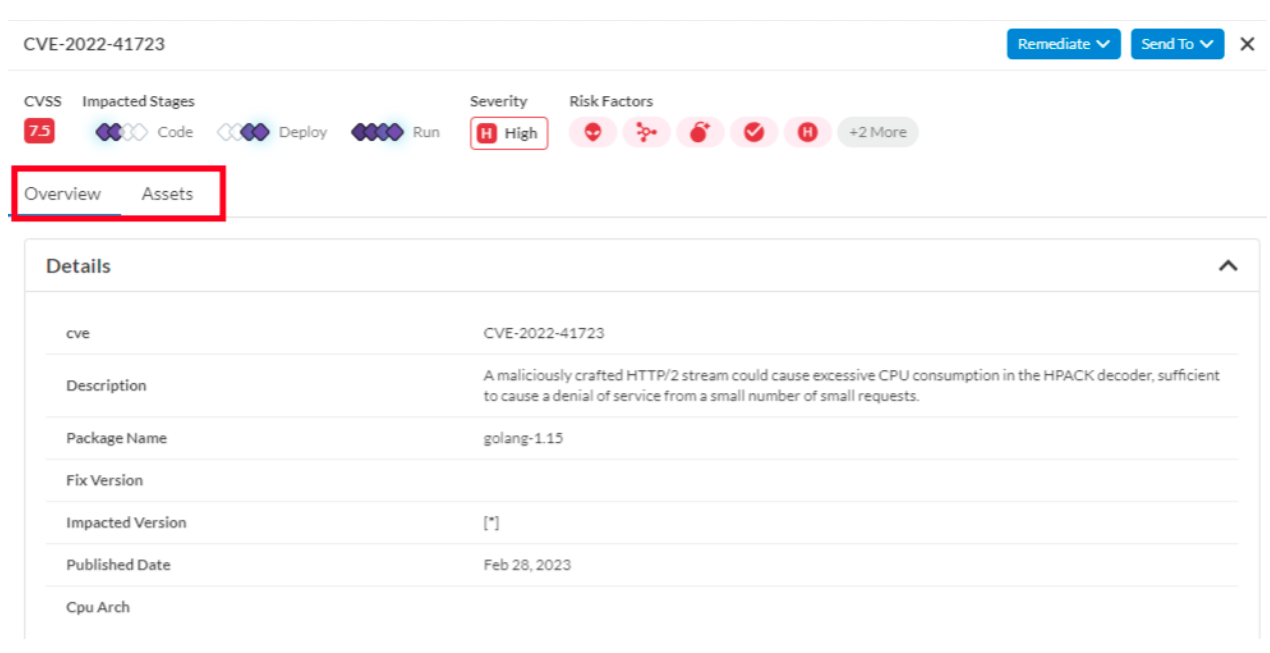 CVE-2022-41723
Remediate
Send To
CVSS Impacted Stages Severity Risk Factors
7.5 Code Deploy Run H High H +2 More
Overview Assets
Details
cve CVE-2022-41723
Description A maliciously crafted HTTP/2 stream could cause excessive CPU consumption in the HPACK decoder, sufficient
to cause a denial of service from a small number of small requests.
Package Name golang-1.15
Fix Version
Impacted Version [*]
Published Date Feb 28, 2023
Cpu Arch